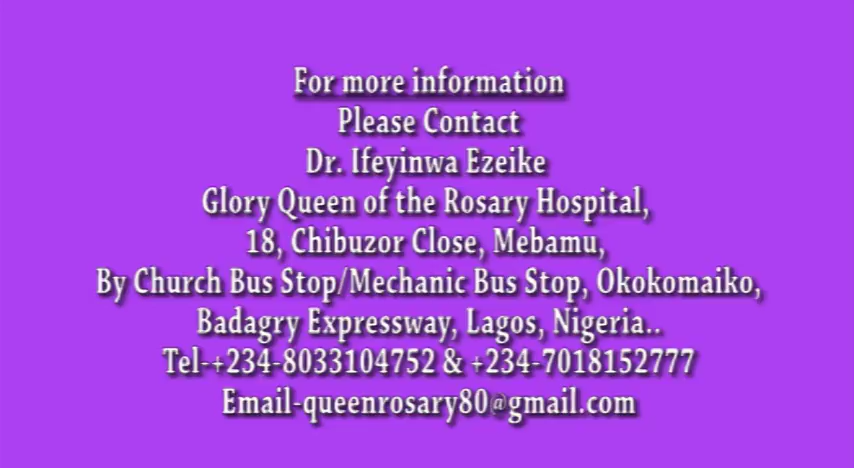 For more information
Please Contact
Dr. Ifeyinwa Ezeike
Glory Queen of the Rosary Hospital,
18, Chibuzor Close, Mebamu,
By Church Bus Stop/Mechanic Bus Stop, Okokomaiko,
Badagry Expressway, Lagos, Nigeria..
Tel-+234-8033104752 & +234-7018152777
Email-queenrosary80@gmail.com